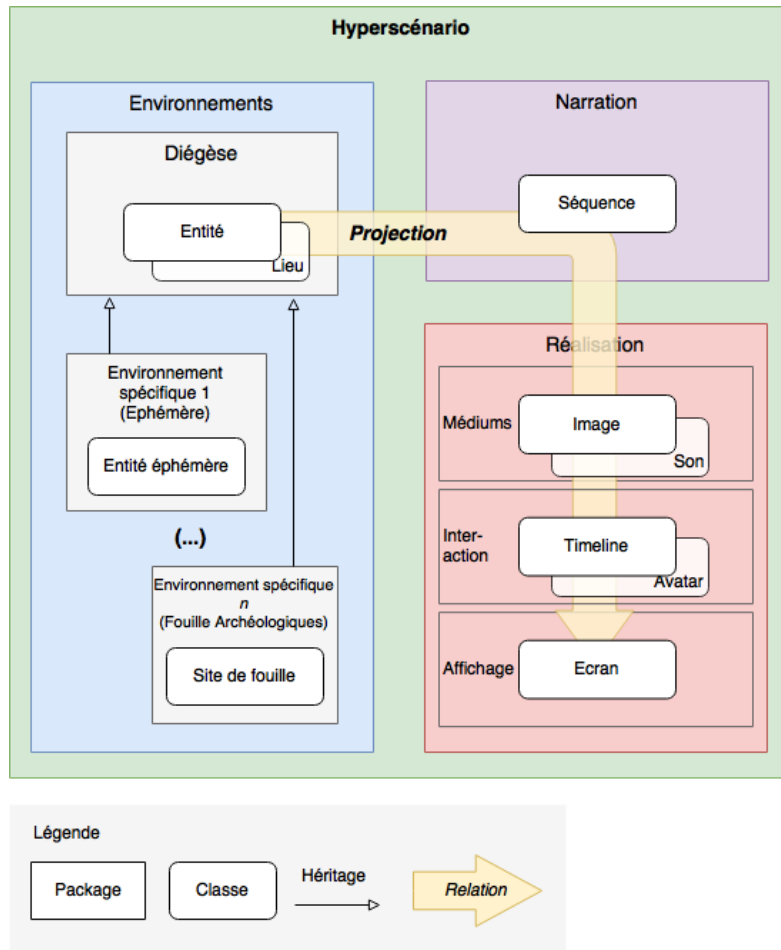 Hyperscénario
Environnements
Diégèse
Entité
Lieu
Projection
Environnement
spécifique 1
(Ephémère)
Entité éphémère
(...)
Environnement spécifique
n
(Fouille Archéologiques)
Site de fouille
Narration
Séquence
Réalisation
Médiums
Image
Son
Inter-
action
Timeline
Avatar
Affichage
Ecran
Légende
Package
Classe
Héritage
Relation